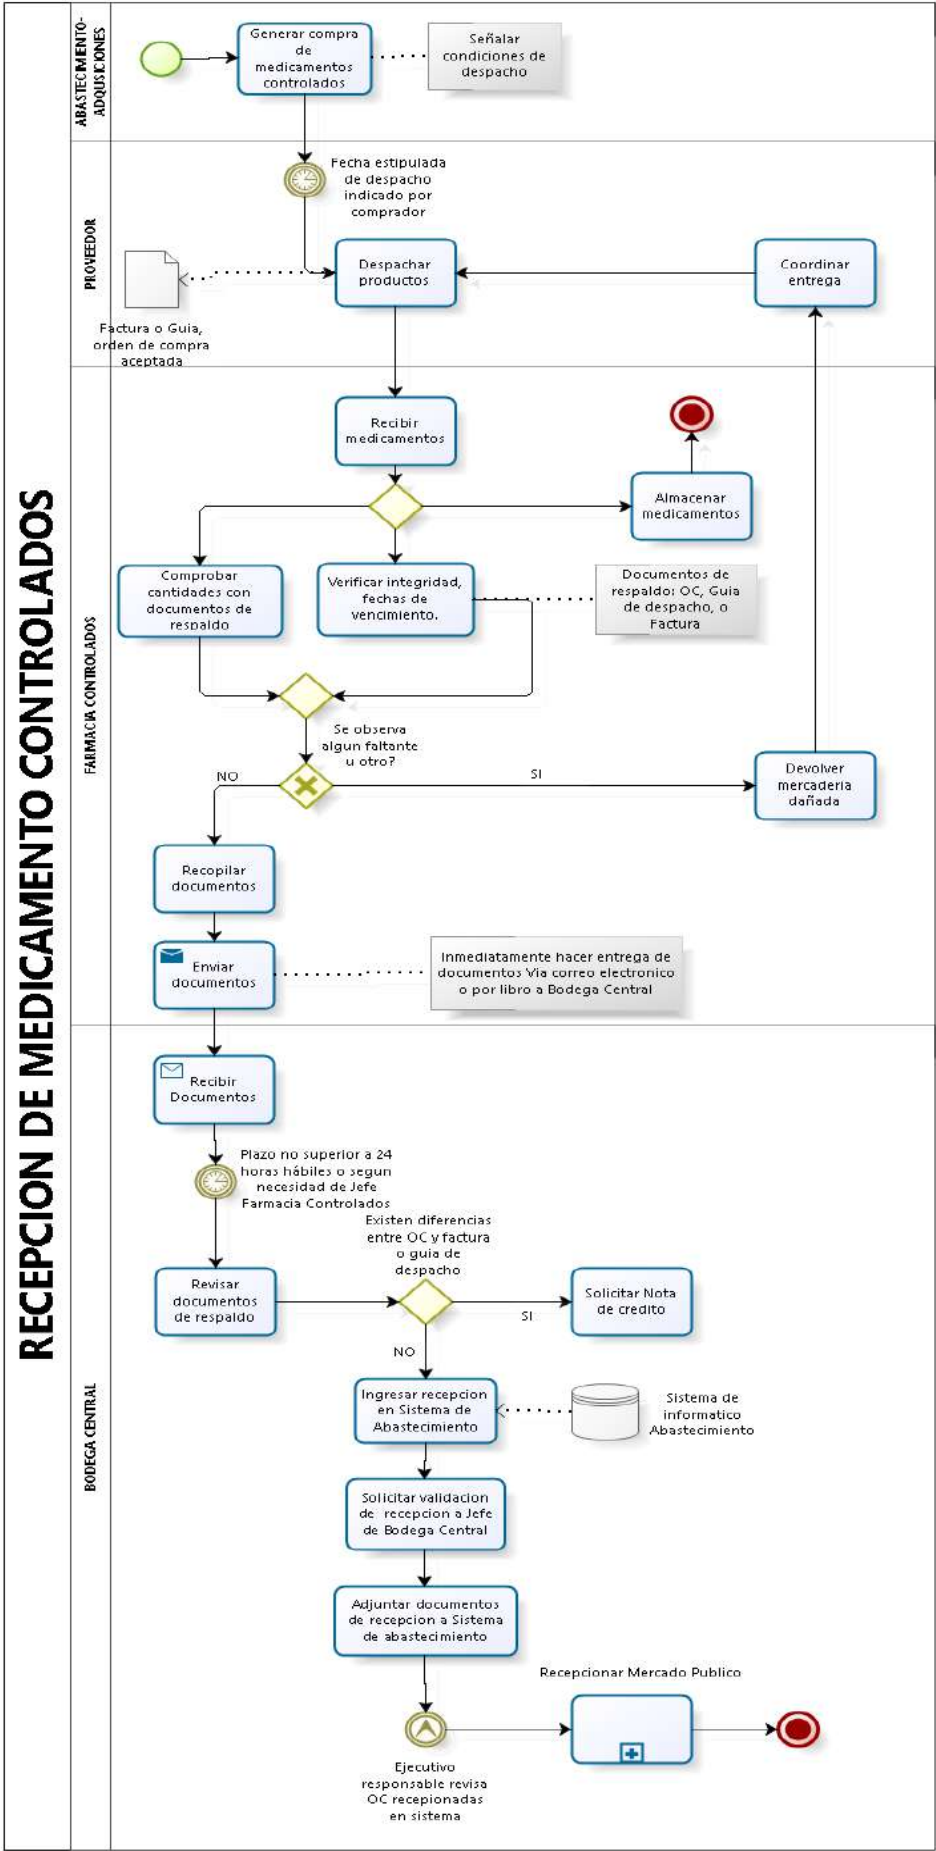 RECEPCION DE MEDICAMENTO CONTROLADOS
ABASTECIMIENTO-
ADQUSICIONES
Generar compra
de
medicamentos
controlados
Señalar
condiciones de
despacho
PROVEEDOR
Fecha estipulada
de despacho
indicado por
comprador
Despachar
productos
Coordinar
entrega
Factura o Guia,
orden de compra
aceptada
FARMACIA CONTROLADOS
Recibir
medicamentos
Almacenar
medicamentos
Comprobar
cantidades con
documentos de
respaldo
Verificar integridad,
fechas de
vencimiento.
Documentos de
respaldo: OC, Guia
de despacho, o
Factura
Se observa
algun faltante
u otro?
NO
SI
Devolver
mercaderia
dañada
Recopilar
documentos
Enviar
documentos
Inmediatamente hacer entrega de
documentos Via correo electronico
o por libro a Bodega Central
BODEGA CENTRAL
Recibir
Documentos
Plazo no superior a 24
horas hábiles o segun
necesidad de Jefe
Farmacia Controlados
Existen diferencias
entre OC y factura
o guia de
despacho
Revisar
documentos
de respaldo
SI
Solicitar Nota
de credito
NO
Ingresar recepcion
en Sistema de
Abastecimiento
Sistema de
informatico
Abastecimiento
Solicitar validacion
de recepcion a Jefe
de Bodega Central
Adjuntar documentos
de recepcion a Sistema
de abastecimiento
Recepcionar Mercado Publico
Ejecutivo
responsable revisa
OC recepionadas
en sistema